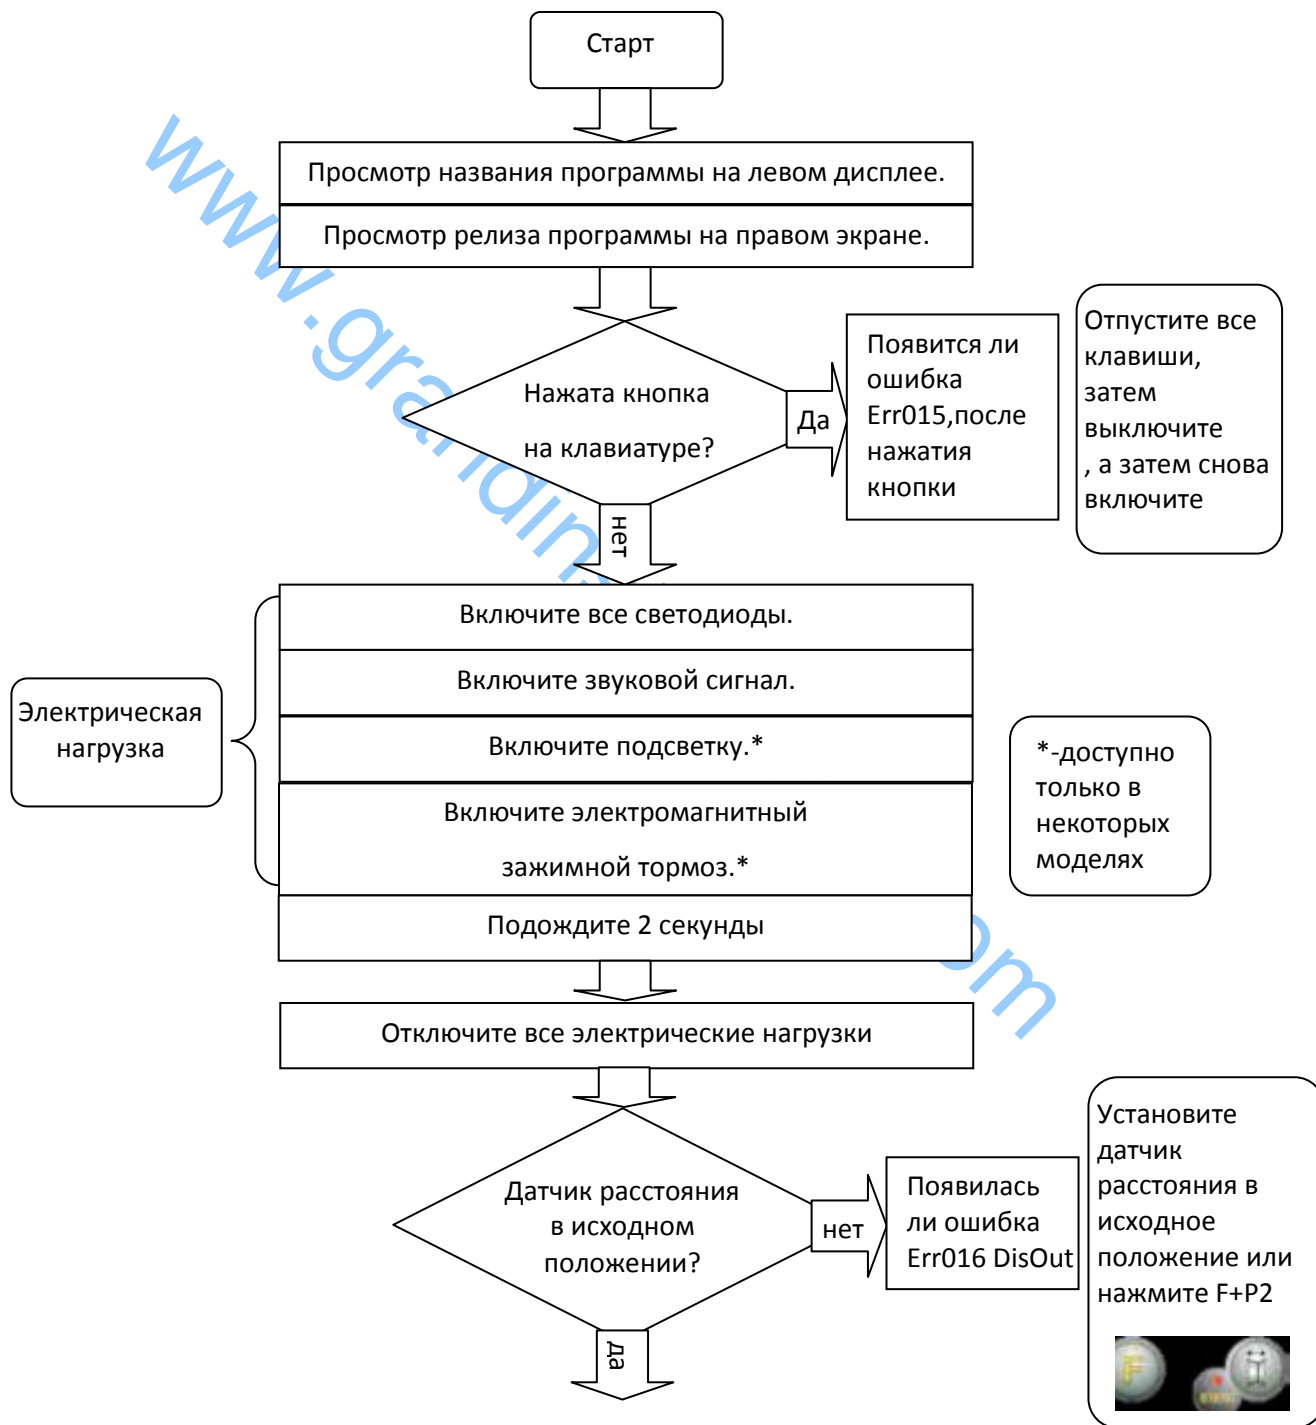 Старт
Просмотр названия программы на левом дисплее.
Просмотр релиза программы на правом экране.
Нажата кнопка
на клавиатуре?
Да
Появится ли
ошибка
Err015,после
нажатия
кнопки
Отпустите все
клавиши,
затем
выключите
, а затем снова
включите
нет
Включите все светодиоды.
Включите звуковой сигнал.
Включите подсветку.*
Включите электромагнитный
зажимной тормоз.*
Подождите 2 секунды
Электрическая
нагрузка
*-доступно
только в
некоторых
моделях
Отключите все электрические нагрузки
Датчик расстояния
в исходном
положении?
нет
Появилась
ли ошибка
Err016 DisOut
Установите
датчик
расстояния в
исходное
положение или
нажмите F+P2
F
да